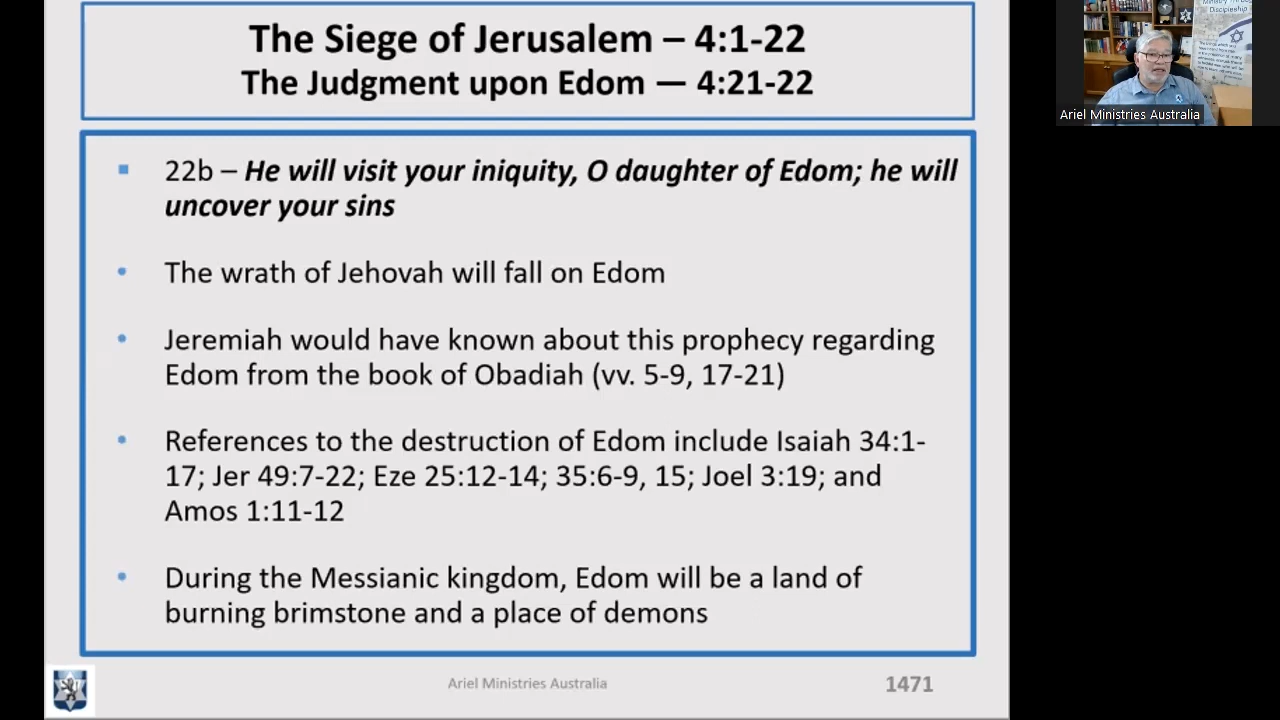 The Siege of Jerusalem – 4:1-22
The Judgment upon Edom — 4:21-22
22b – He will visit your iniquity, O daughter of Edom; he will
uncover your sins
The wrath of Jehovah will fall on Edom
Jeremiah would have known about this prophecy regarding
Edom from the book of Obadiah (vv. 5-9, 17-21)
References to the destruction of Edom include Isaiah 34:1-
17; Jer 49:7-22; Eze 25:12-14; 35:6-9, 15; Joel 3:19; and
Amos 1:11-12
During the Messianic kingdom, Edom will be a land of
burning brimstone and a place of demons
Ariel Ministries Australia
1471
Discipleship
Ariel Ministries Australia